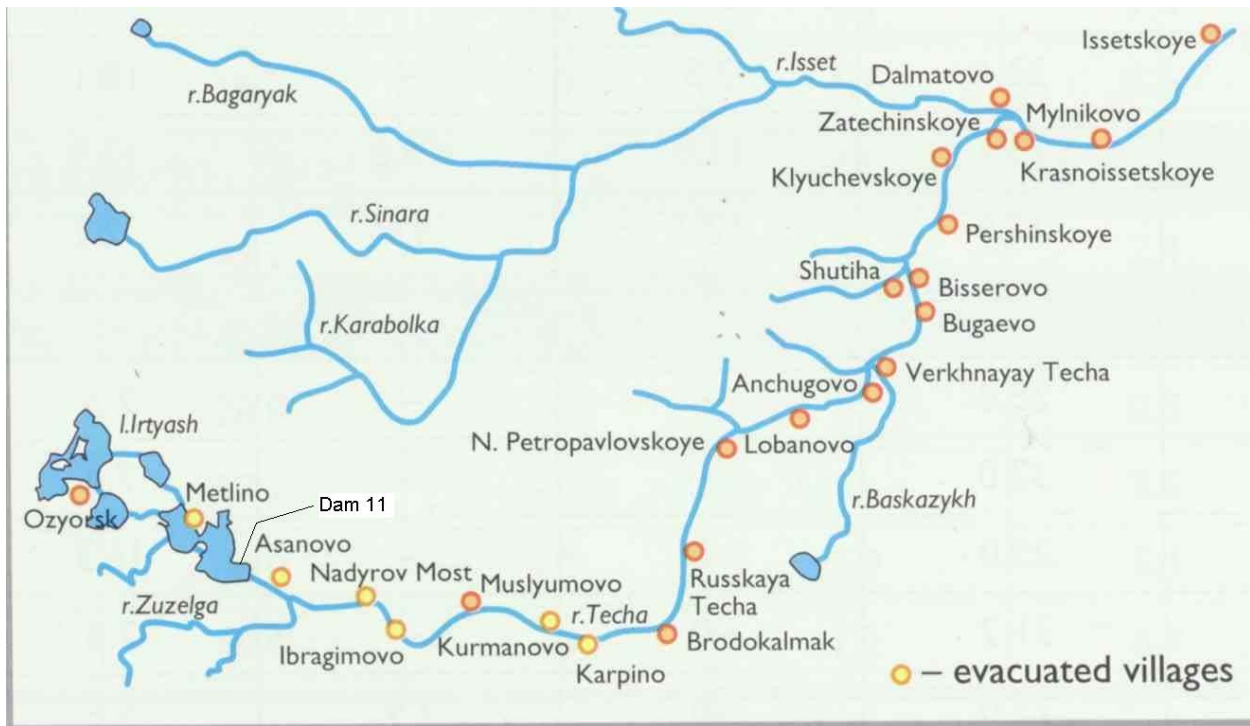 Issetskoye
r.Isset
Dalmatovo
r.Bagaryak
Mylnikovo
Zatechinskoye
Klyuchevskoye
Krasnoissetskoye
r.Sinara
Pershinskoye
Shutiha
Bisserovo
r.Karabolka
Bugaevo
Anchugovo
Verkhnayay Techa
l.Irtyash
N. Petropavlovskoye
Lobanovo
Metlino
Dam 11
r.Baskazykh
Ozyorsk
Asanovo
Nadyrov Most
Muslyumovo
Russkaya
Techa
r.Zuzelga
r.Techa
Ibragimovo
Kurmanovo
Brodokalmak
Karpino
– evacuated villages